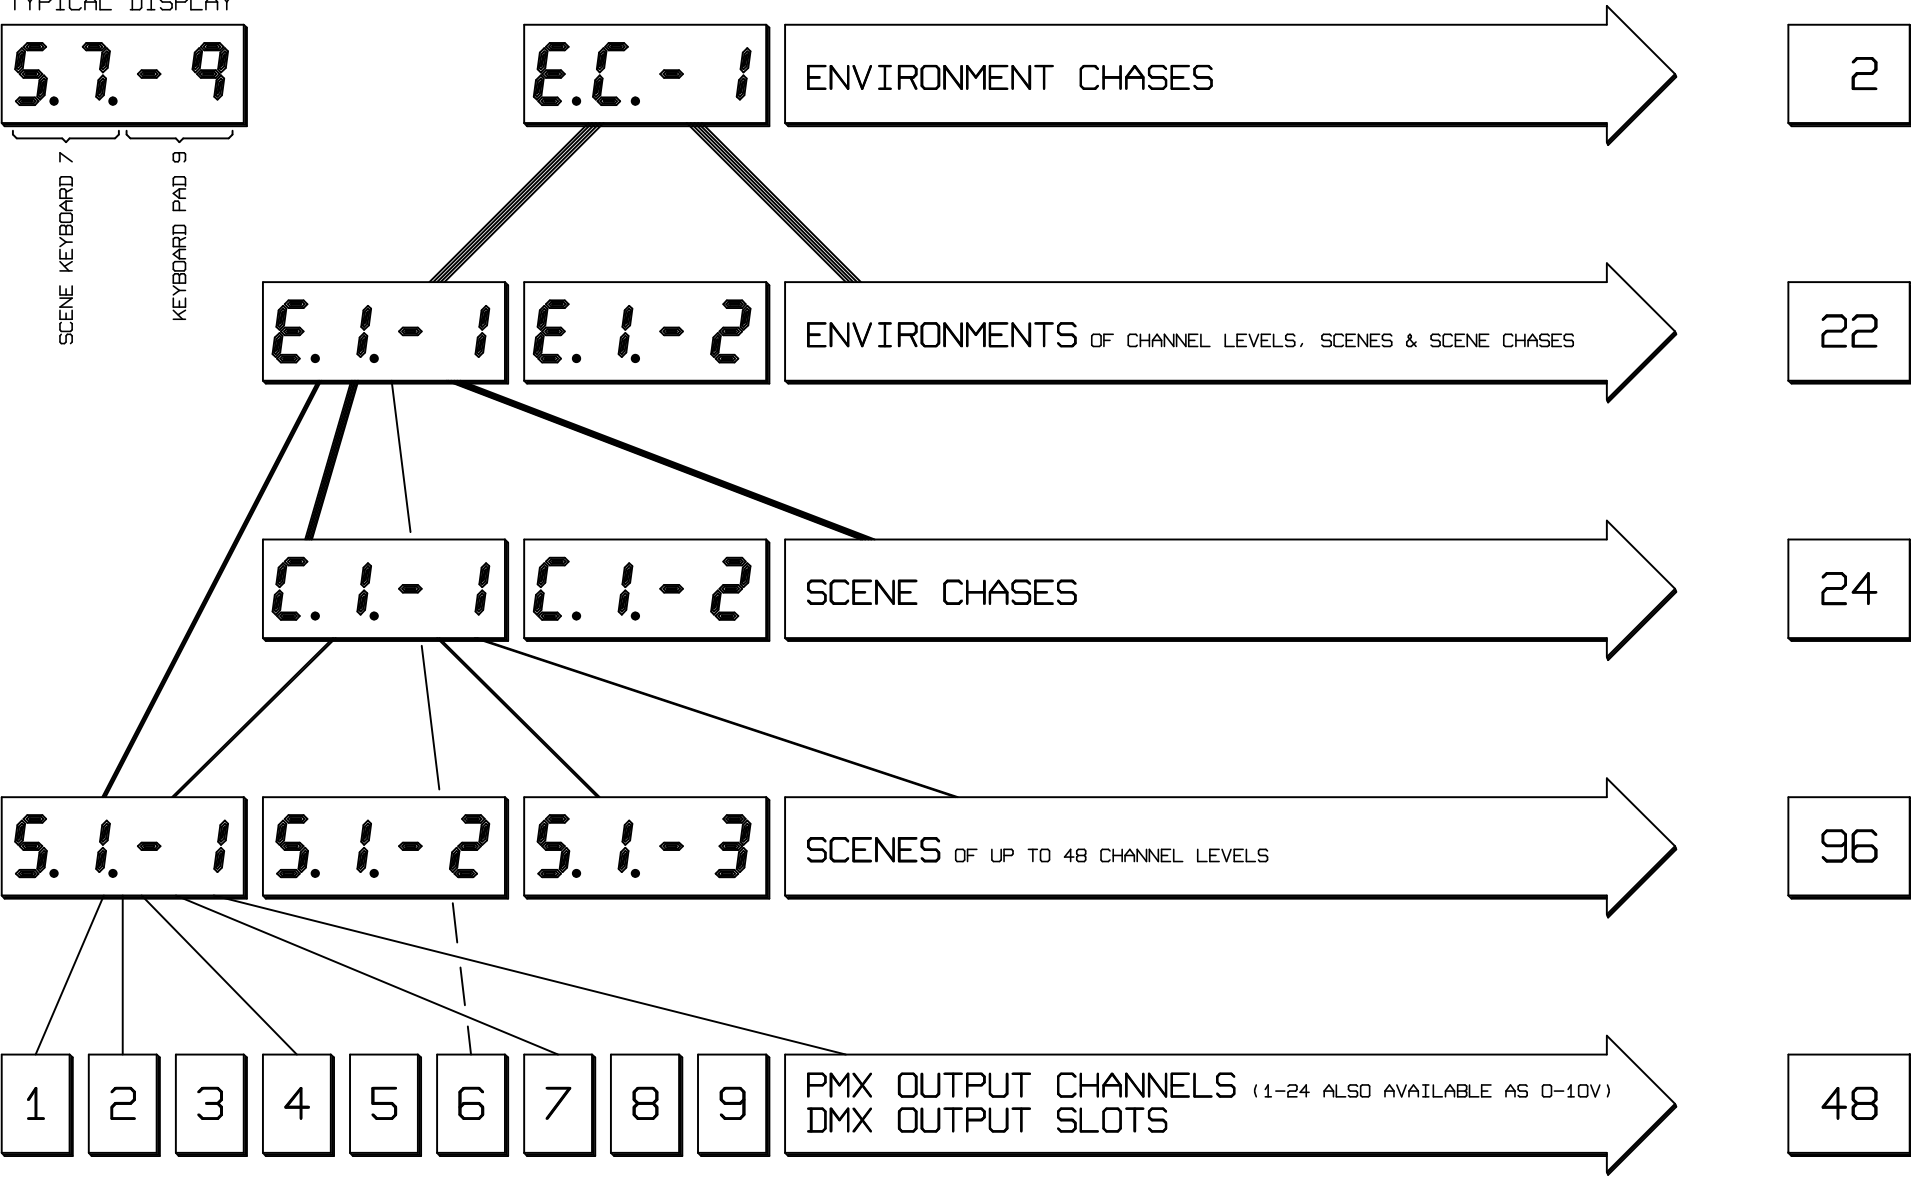 TYPICAL DISPLAY
S.7.- 9
E.C.- 1
ENVIRONMENT CHASES
2
SCENE KEYBOARD 7
KEYBOARD PAD 9
E.1.- 1
E.1.- 2
ENVIRONMENTS OF CHANNEL LEVELS, SCENES & SCENE CHASES
22
C.1.- 1
C.1.- 2
SCENE CHASES
24
S.1.- 1
S.1.- 2
S.1.- 3
SCENES OF UP TO 48 CHANNEL LEVELS
96
1 2 3 4 5 6 7 8 9
PMX OUTPUT CHANNELS (1-24 ALSO AVAILABLE AS 0-10V)
DMX OUTPUT SLOTS
48